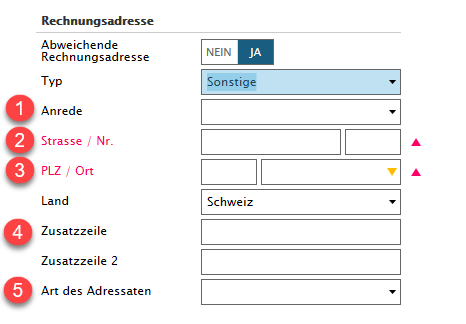 Rechnungsadresse
Abweichende
Rechnungsadresse NEIN JA
Typ Sonstige
1 Anrede
2 Strasse / Nr.
3 PLZ / Ort
Land Schweiz
4 Zusatzzeile
Zusatzzeile 2
5 Art des Adressaten